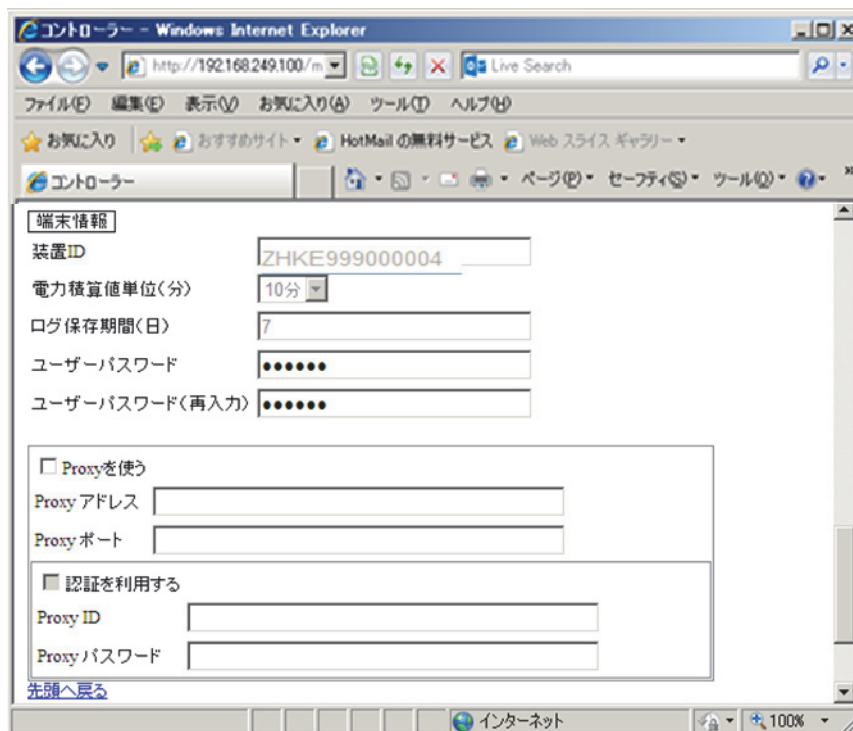 コントローラー - Windows Internet Explorer
http://192.168.249.100/m Live Search
ファイル(F) 編集(E) 表示(V) お気に入り(A) ツール(T) ヘルプ(H)
お気に入り おすすめサイト HotMail の無料サービス Web スライス ギャラリー
コントローラー ページ(P) セーフティ(S) ツール(O)
端末情報
装置ID ZHKE999000004
電力積算値単位(分) 10分
ログ保存期間(日) 7
ユーザーパスワード ●●●●●●
ユーザーパスワード(再入力) ●●●●●●
Proxyを使う
Proxy アドレス
Proxy ポート
認証を利用する
Proxy ID
Proxy パスワード
先頭へ戻る
インターネット 100%